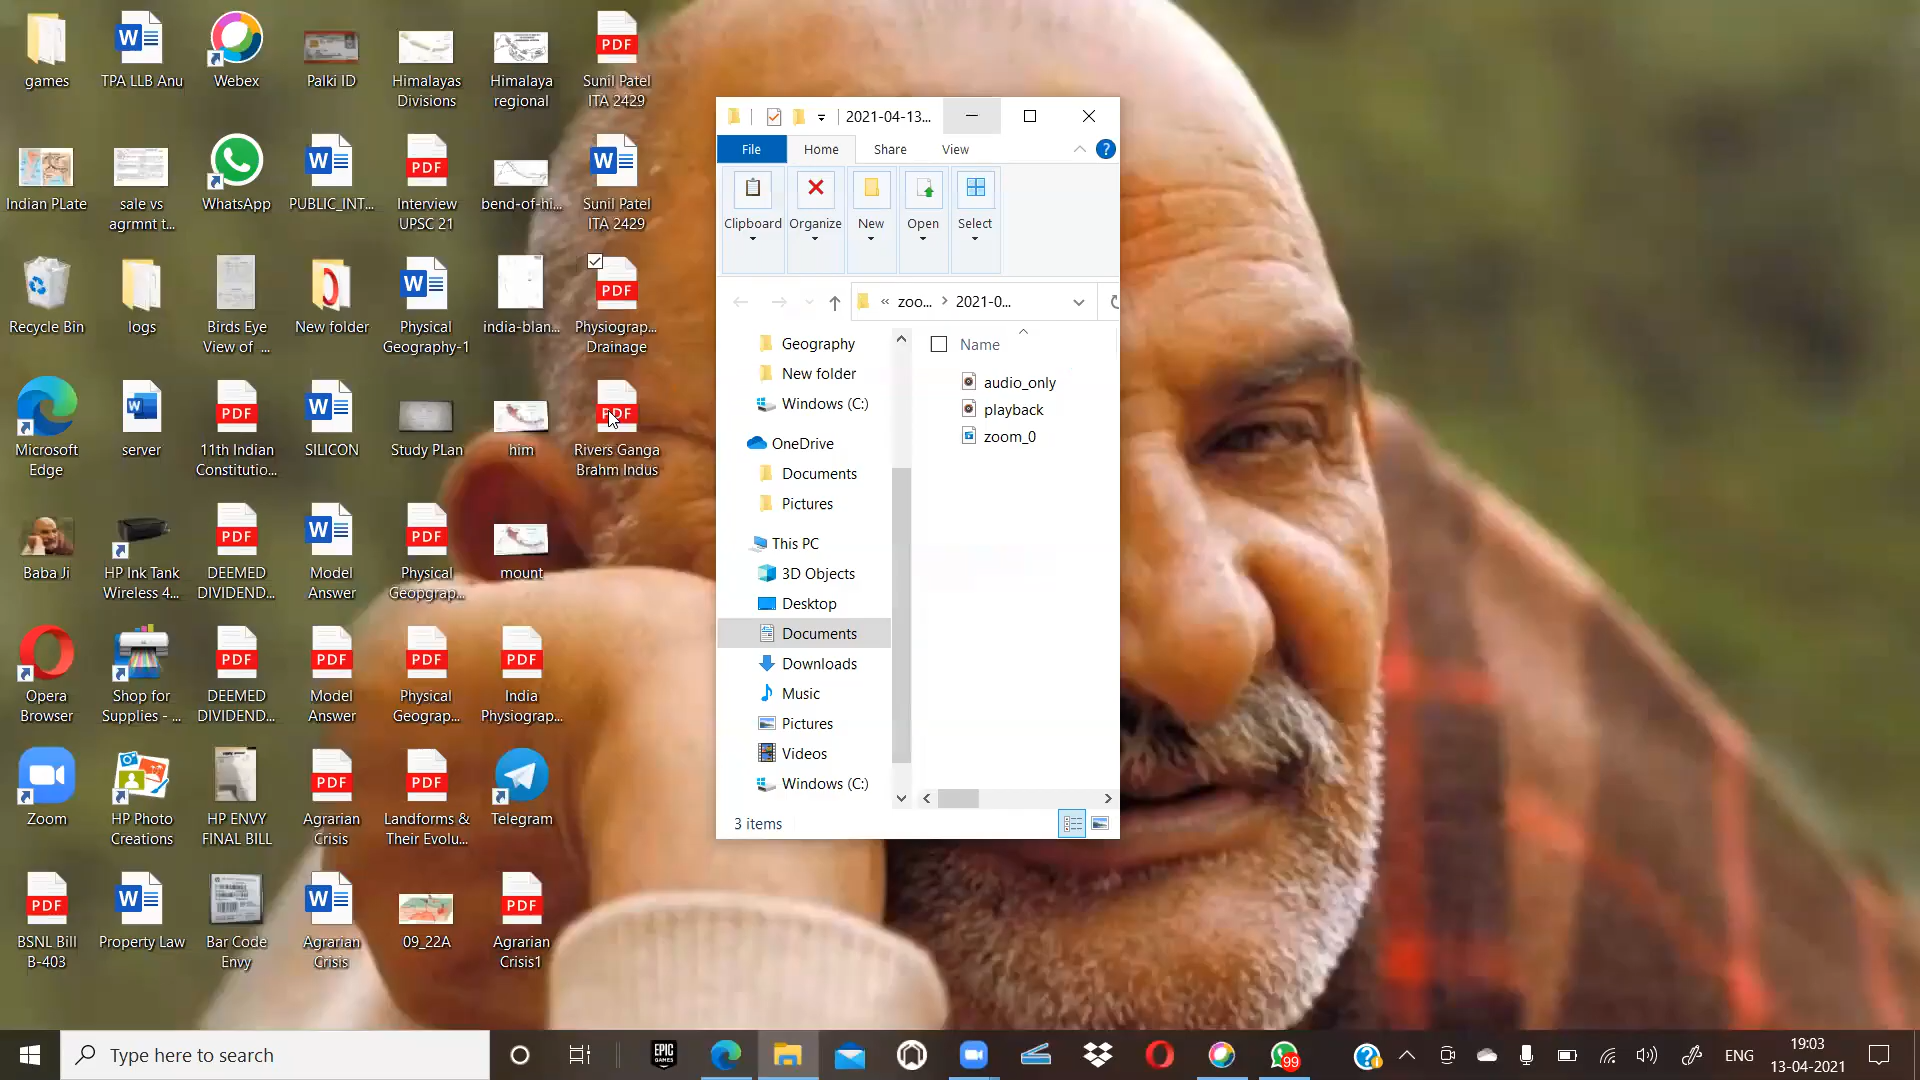 games
TPA LLB Anu
Webex
Palki ID
Himalayas
Divisions
Himalaya
regional
PDF
Sunil Patel
ITA 2429
Indian PLate
sale vs
agrmnt t...
WhatsApp
PUBLIC_INT...
PDF
Interview
UPSC 21
bend-of-hi...
Sunil Patel
ITA 2429
Recycle Bin
logs
Birds Eye
View of ...
New folder
Physical
Geography-1
india-blan...
PDF
Physiograp...
Drainage
Microsoft
Edge
server
PDF
11th Indian
Constitutio...
SILICON
Study PLan
him
PDF
Rivers Ganga
Brahm Indus
Baba Ji
HP Ink Tank
Wireless 4...
PDF
DEEMED
DIVIDEND...
Model
Answer
PDF
Physical
Geopgrap...
mount
Opera
Browser
Shop for
Supplies - ...
PDF
DEEMED
DIVIDEND...
PDF
Model
Answer
PDF
Physical
Geograp...
PDF
India
Physiograp...
Zoom
HP Photo
Creations
HP ENVY
FINAL BILL
PDF
Agrarian
Crisis
PDF
Landforms &
Their Evolu...
Telegram
PDF
BSNL Bill
B-403
Property Law
Bar Code
Envy
Agrarian
Crisis
09_22A
PDF
Agrarian
Crisis1
2021-04-13...
File Home Share View
Clipboard Organize New Open Select
« zoo... > 2021-0...
Geography
New folder
Windows (C:)
OneDrive
Documents
Pictures
This PC
3D Objects
Desktop
Documents
Downloads
Music
Pictures
Videos
Windows (C:)
Name
audio_only
playback
zoom_0
3 items
Type here to search
EPIC
GAMES
99
ENG
19:03
13-04-2021